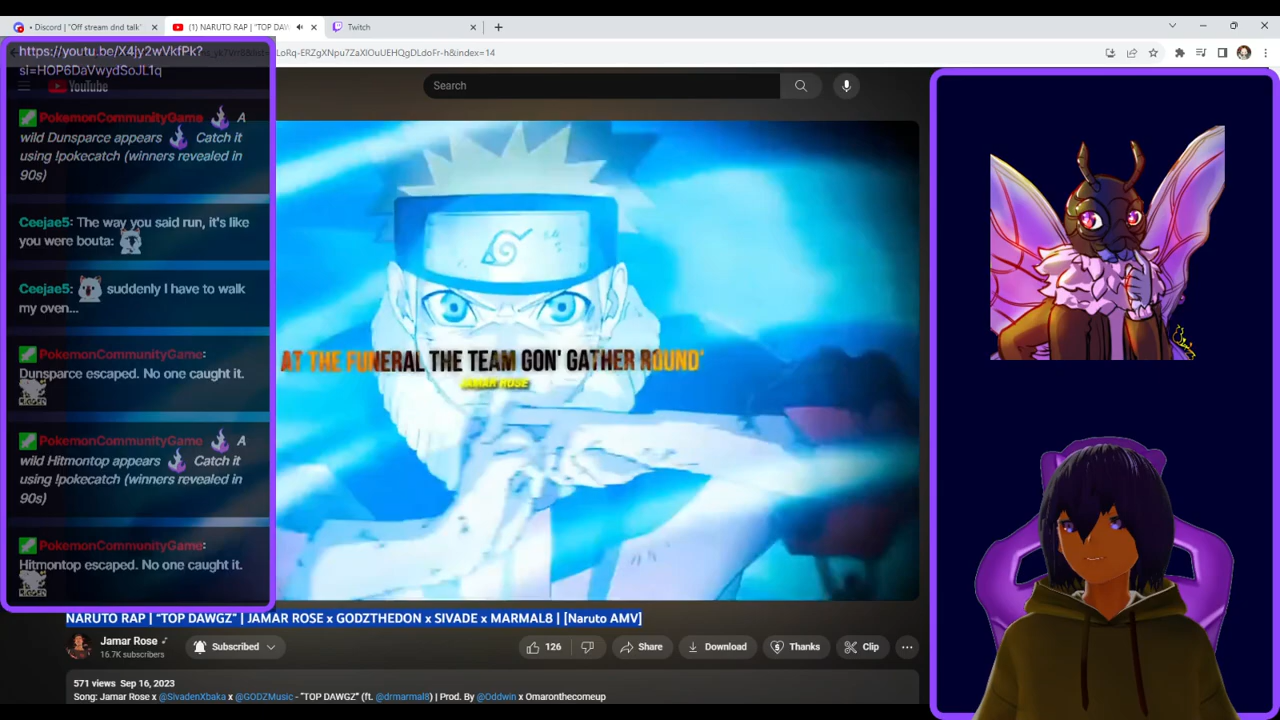 • Discord | "Off stream dnd talk"
(1) NARUTO RAP | "TOP DAW
Twitch
https://youtu.be/X4jy2wVkfPk?
si=HOP6DaVwydSoJL1q
LoRq-ERZgXNpu7ZaXIOuUEHQgDLdoFr-h&index=14
YouTube
Search
PokemonCommunityGame A
wild Dunsparce appears Catch it
using !pokecatch (winners revealed in
90s)
Ceejae5: The way you said run, it's like
you were bouta:
Ceejae5: suddenly I have to walk
my oven...
PokemonCommunityGame:
Dunsparce escaped. No one caught it.
PokemonCommunityGame A
wild Hitmontop appears Catch it
using !pokecatch (winners revealed in
90s)
PokemonCommunityGame:
Hitmontop escaped. No one caught it.
AT THE FUNERAL THE TEAM GON' GATHER ROUND'
JAMAR ROSE
NARUTO RAP | "TOP DAWGZ" | JAMAR ROSE x GODZTHEDON x SIVADE x MARMAL8 | [Naruto AMV]
Jamar Rose
16.7K subscribers
Subscribed
126
Share
Download
Thanks
Clip
571 views Sep 16, 2023
Song: Jamar Rose x @SivadenXbaka x @GODZMusic - "TOP DAWGZ" (ft. @drmarmal8) | Prod. By @Oddwin x Omaronthecorneup